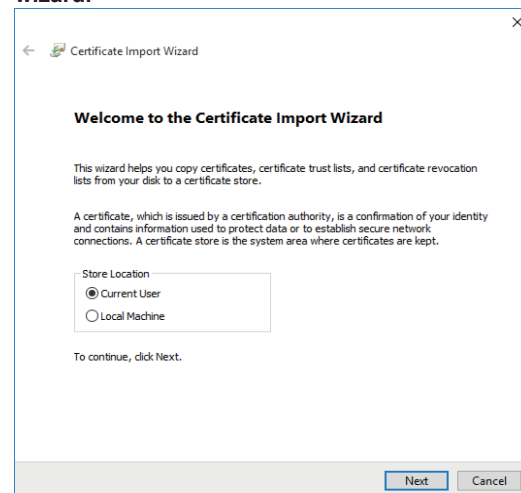 wizard.
Certificate Import Wizard
Welcome to the Certificate Import Wizard
This wizard helps you copy certificates, certificate trust lists, and certificate revocation
lists from your disk to a certificate store.
A certificate, which is issued by a certification authority, is a confirmation of your identity
and contains information used to protect data or to establish secure network
connections. A certificate store is the system area where certificates are kept.
Store Location
Current User
Local Machine
To continue, click Next.
Next Cancel